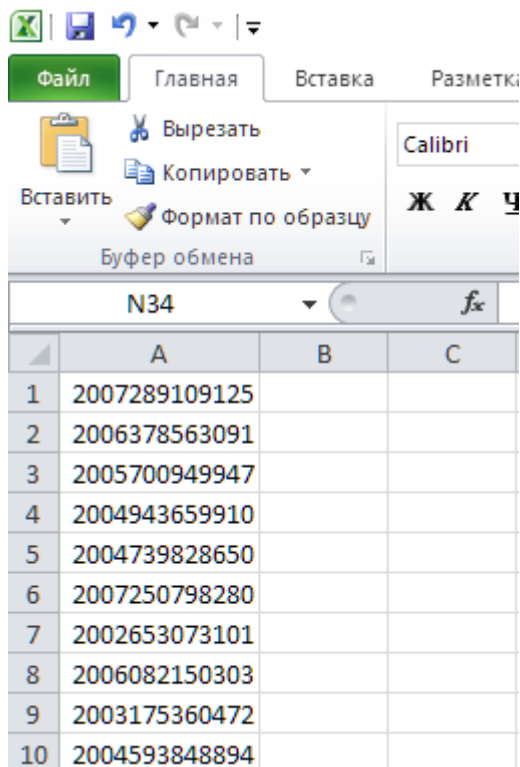 Файл Главная Вставка Разметка
Вырезать
Копировать
Вставить
Формат по образцу
Буфер обмена
Calibri
Ж К Ч
N34 fx
A B C
1 2007289109125
2 2006378563091
3 2005700949947
4 2004943659910
5 2004739828650
6 2007250798280
7 2002653073101
8 2006082150303
9 2003175360472
10 2004593848894